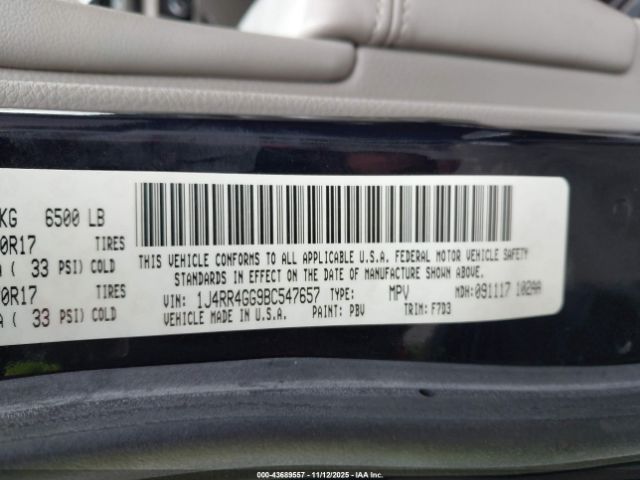 KG 6500 LB
0R17 TIRES
A ( 33 PSI) COLD
0R17 TIRES
A ( 33 PSI) COLD
THIS VEHICLE CONFORMS TO ALL APPLICABLE U.S.A. FEDERAL MOTOR VEHICLE SAFETY
STANDARDS IN EFFECT ON THE DATE OF MANUFACTURE SHOWN ABOVE.
VIN: 1J4RR4GG9BC547657 TYPE: MPV MDH: 091117 102AA
VEHICLE MADE IN U.S.A. PAINT: PBV TRIM: F7D3
000-43689557 - 11/12/2025 - IAA Inc.